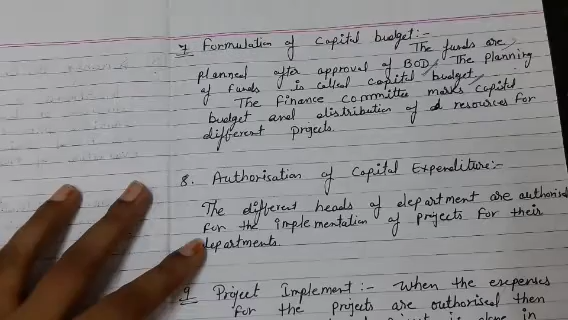 7 Formulation of Capital budget:-
The funds are
planned after approval of BOD. The planning
of funds is called capital budget.
The Finance Committee makes capital
budget and distribution of resources for
different projects.
8. Authorisation of Capital Expenditure:-
The different heads of department are authorised
for the implementation of projects for their
departments.
9 Project Implement:- When the expenses
for the projects are authorised then
is done in